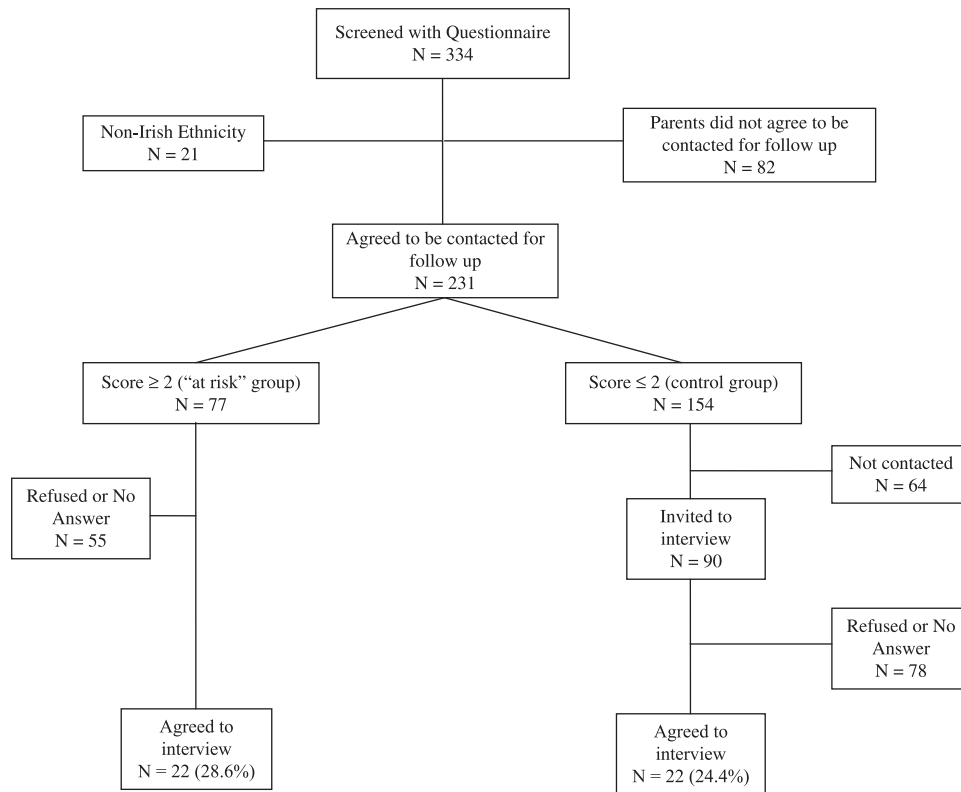 Screened with Questionnaire
N = 334
Non-Irish Ethnicity
N = 21
Parents did not agree to be
contacted for follow up
N = 82
Agreed to be contacted for
follow up
N = 231
Score ≥ 2 (“at risk” group)
N = 77
Score ≤ 2 (control group)
N = 154
Not contacted
N = 64
Refused or No
Answer
N = 55
Invited to
interview
N = 90
Refused or No
Answer
N = 78
Agreed to
interview
N = 22 (28.6%)
Agreed to
interview
N = 22 (24.4%)